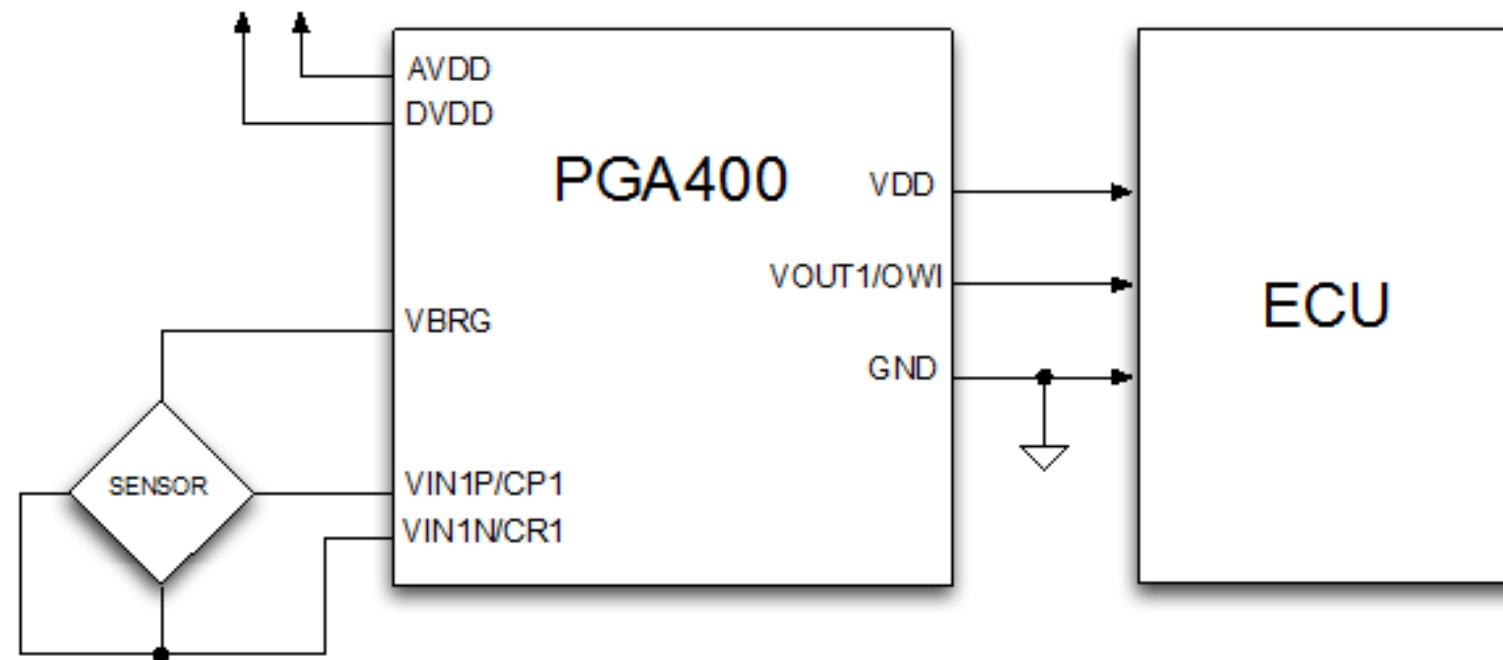 AVDD
DVDD
PGA400
VDD
VOUT1/OWI
ECU
VBRG
GND
SENSOR
VIN1P/CP1
VIN1N/CR1